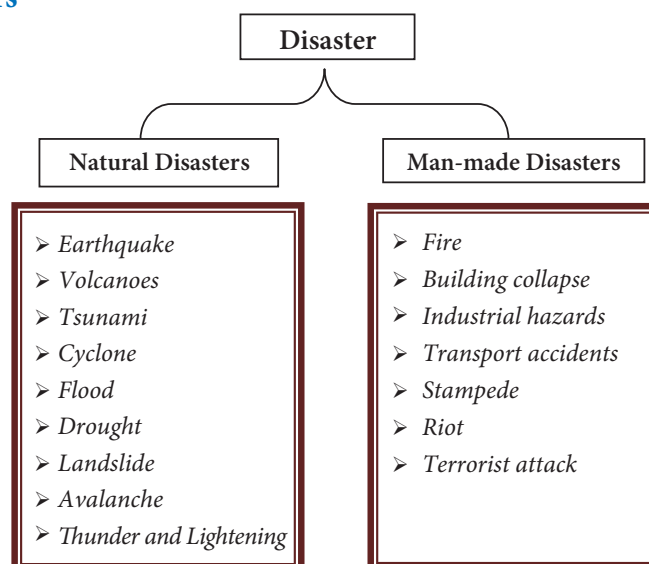 Disaster
Natural Disasters
Man-made Disasters
➢ Earthquake
➢ Volcanoes
➢ Tsunami
➢ Cyclone
➢ Flood
➢ Drought
➢ Landslide
➢ Avalanche
➢ Thunder and Lightening
➢ Fire
➢ Building collapse
➢ Industrial hazards
➢ Transport accidents
➢ Stampede
➢ Riot
➢ Terrorist attack